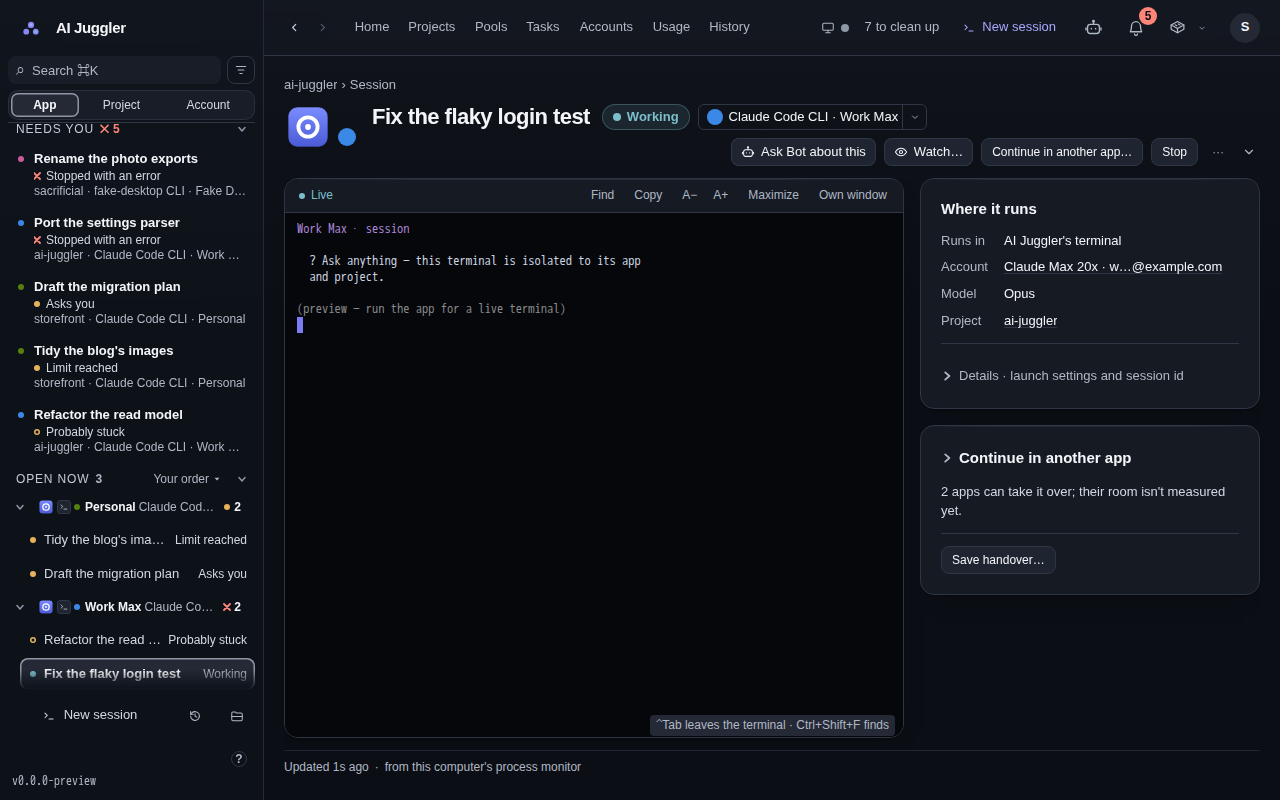 AI Juggler
Search ⌘K
App Project Account
NEEDS YOU 5
Rename the photo exports
Stopped with an error
sacrificial · fake-desktop CLI · Fake D…
Port the settings parser
Stopped with an error
ai-juggler · Claude Code CLI · Work …
Draft the migration plan
Asks you
storefront · Claude Code CLI · Personal
Tidy the blog's images
Limit reached
storefront · Claude Code CLI · Personal
Refactor the read model
Probably stuck
ai-juggler · Claude Code CLI · Work …
OPEN NOW 3 Your order
Personal Claude Cod… 2
Tidy the blog's ima… Limit reached
Draft the migration plan Asks you
Work Max Claude Co… 2
Refactor the read … Probably stuck
Fix the flaky login test Working
New session
?
v0.0.0-preview
Home Projects Pools Tasks Accounts Usage History 7 to clean up New session 5 S
ai-juggler › Session
Fix the flaky login test Working Claude Code CLI · Work Max
Ask Bot about this Watch… Continue in another app… Stop ···
Live Find Copy A− A+ Maximize Own window
Work Max · session
? Ask anything — this terminal is isolated to its app
and project.
(preview — run the app for a live terminal)
^Tab leaves the terminal · Ctrl+Shift+F finds
Where it runs
Runs in AI Juggler's terminal
Account Claude Max 20x · w…@example.com
Model Opus
Project ai-juggler
Details · launch settings and session id
Continue in another app
2 apps can take it over; their room isn't measured
yet.
Save handover…
Updated 1s ago · from this computer's process monitor